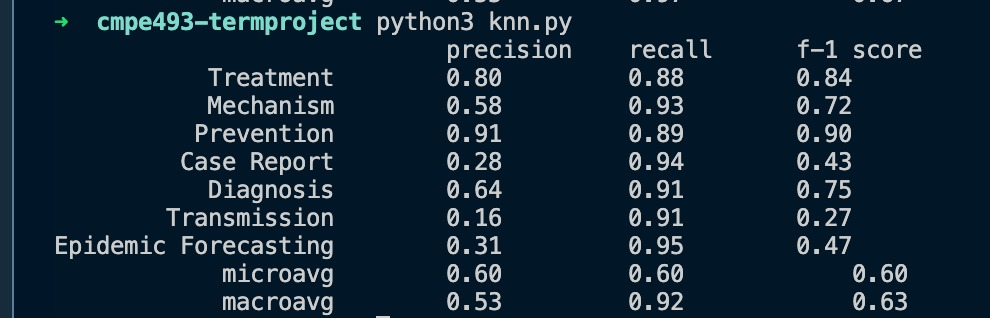 → cmpe493-termproject python3 knn.py
precision recall f-1 score
Treatment 0.80 0.88 0.84
Mechanism 0.58 0.93 0.72
Prevention 0.91 0.89 0.90
Case Report 0.28 0.94 0.43
Diagnosis 0.64 0.91 0.75
Transmission 0.16 0.91 0.27
Epidemic Forecasting 0.31 0.95 0.47
microavg 0.60 0.60 0.60
macroavg 0.53 0.92 0.63